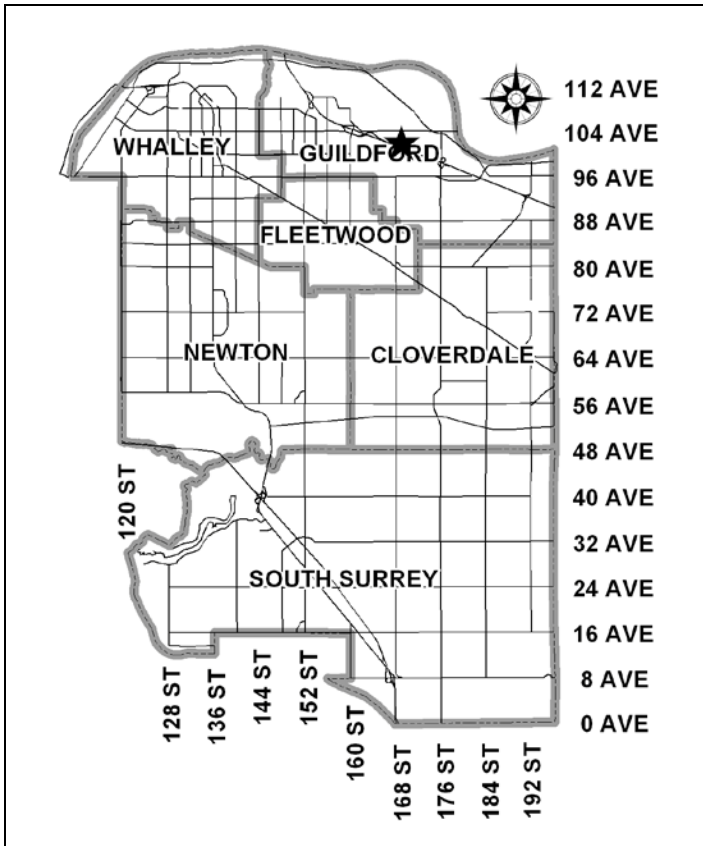 112 AVE
104 AVE
WHALLEY
GUILDFORD
96 AVE
88 AVE
FLEETWOOD
80 AVE
72 AVE
NEWTON
CLOVERDALE
64 AVE
56 AVE
48 AVE
120 ST
40 AVE
32 AVE
SOUTH SURREY
24 AVE
16 AVE
128 ST
136 ST
144 ST
152 ST
160 ST
8 AVE
0 AVE
168 ST
176 ST
184 ST
192 ST